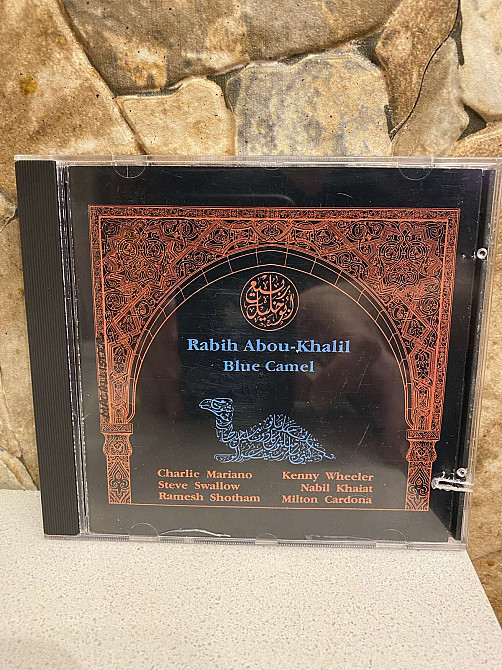 Rabih Abou-Khalil
Blue Camel
Charlie Mariano Kenny Wheeler
Steve Swallow Nabil Khaiat
Ramesh Shotham Milton Cardona